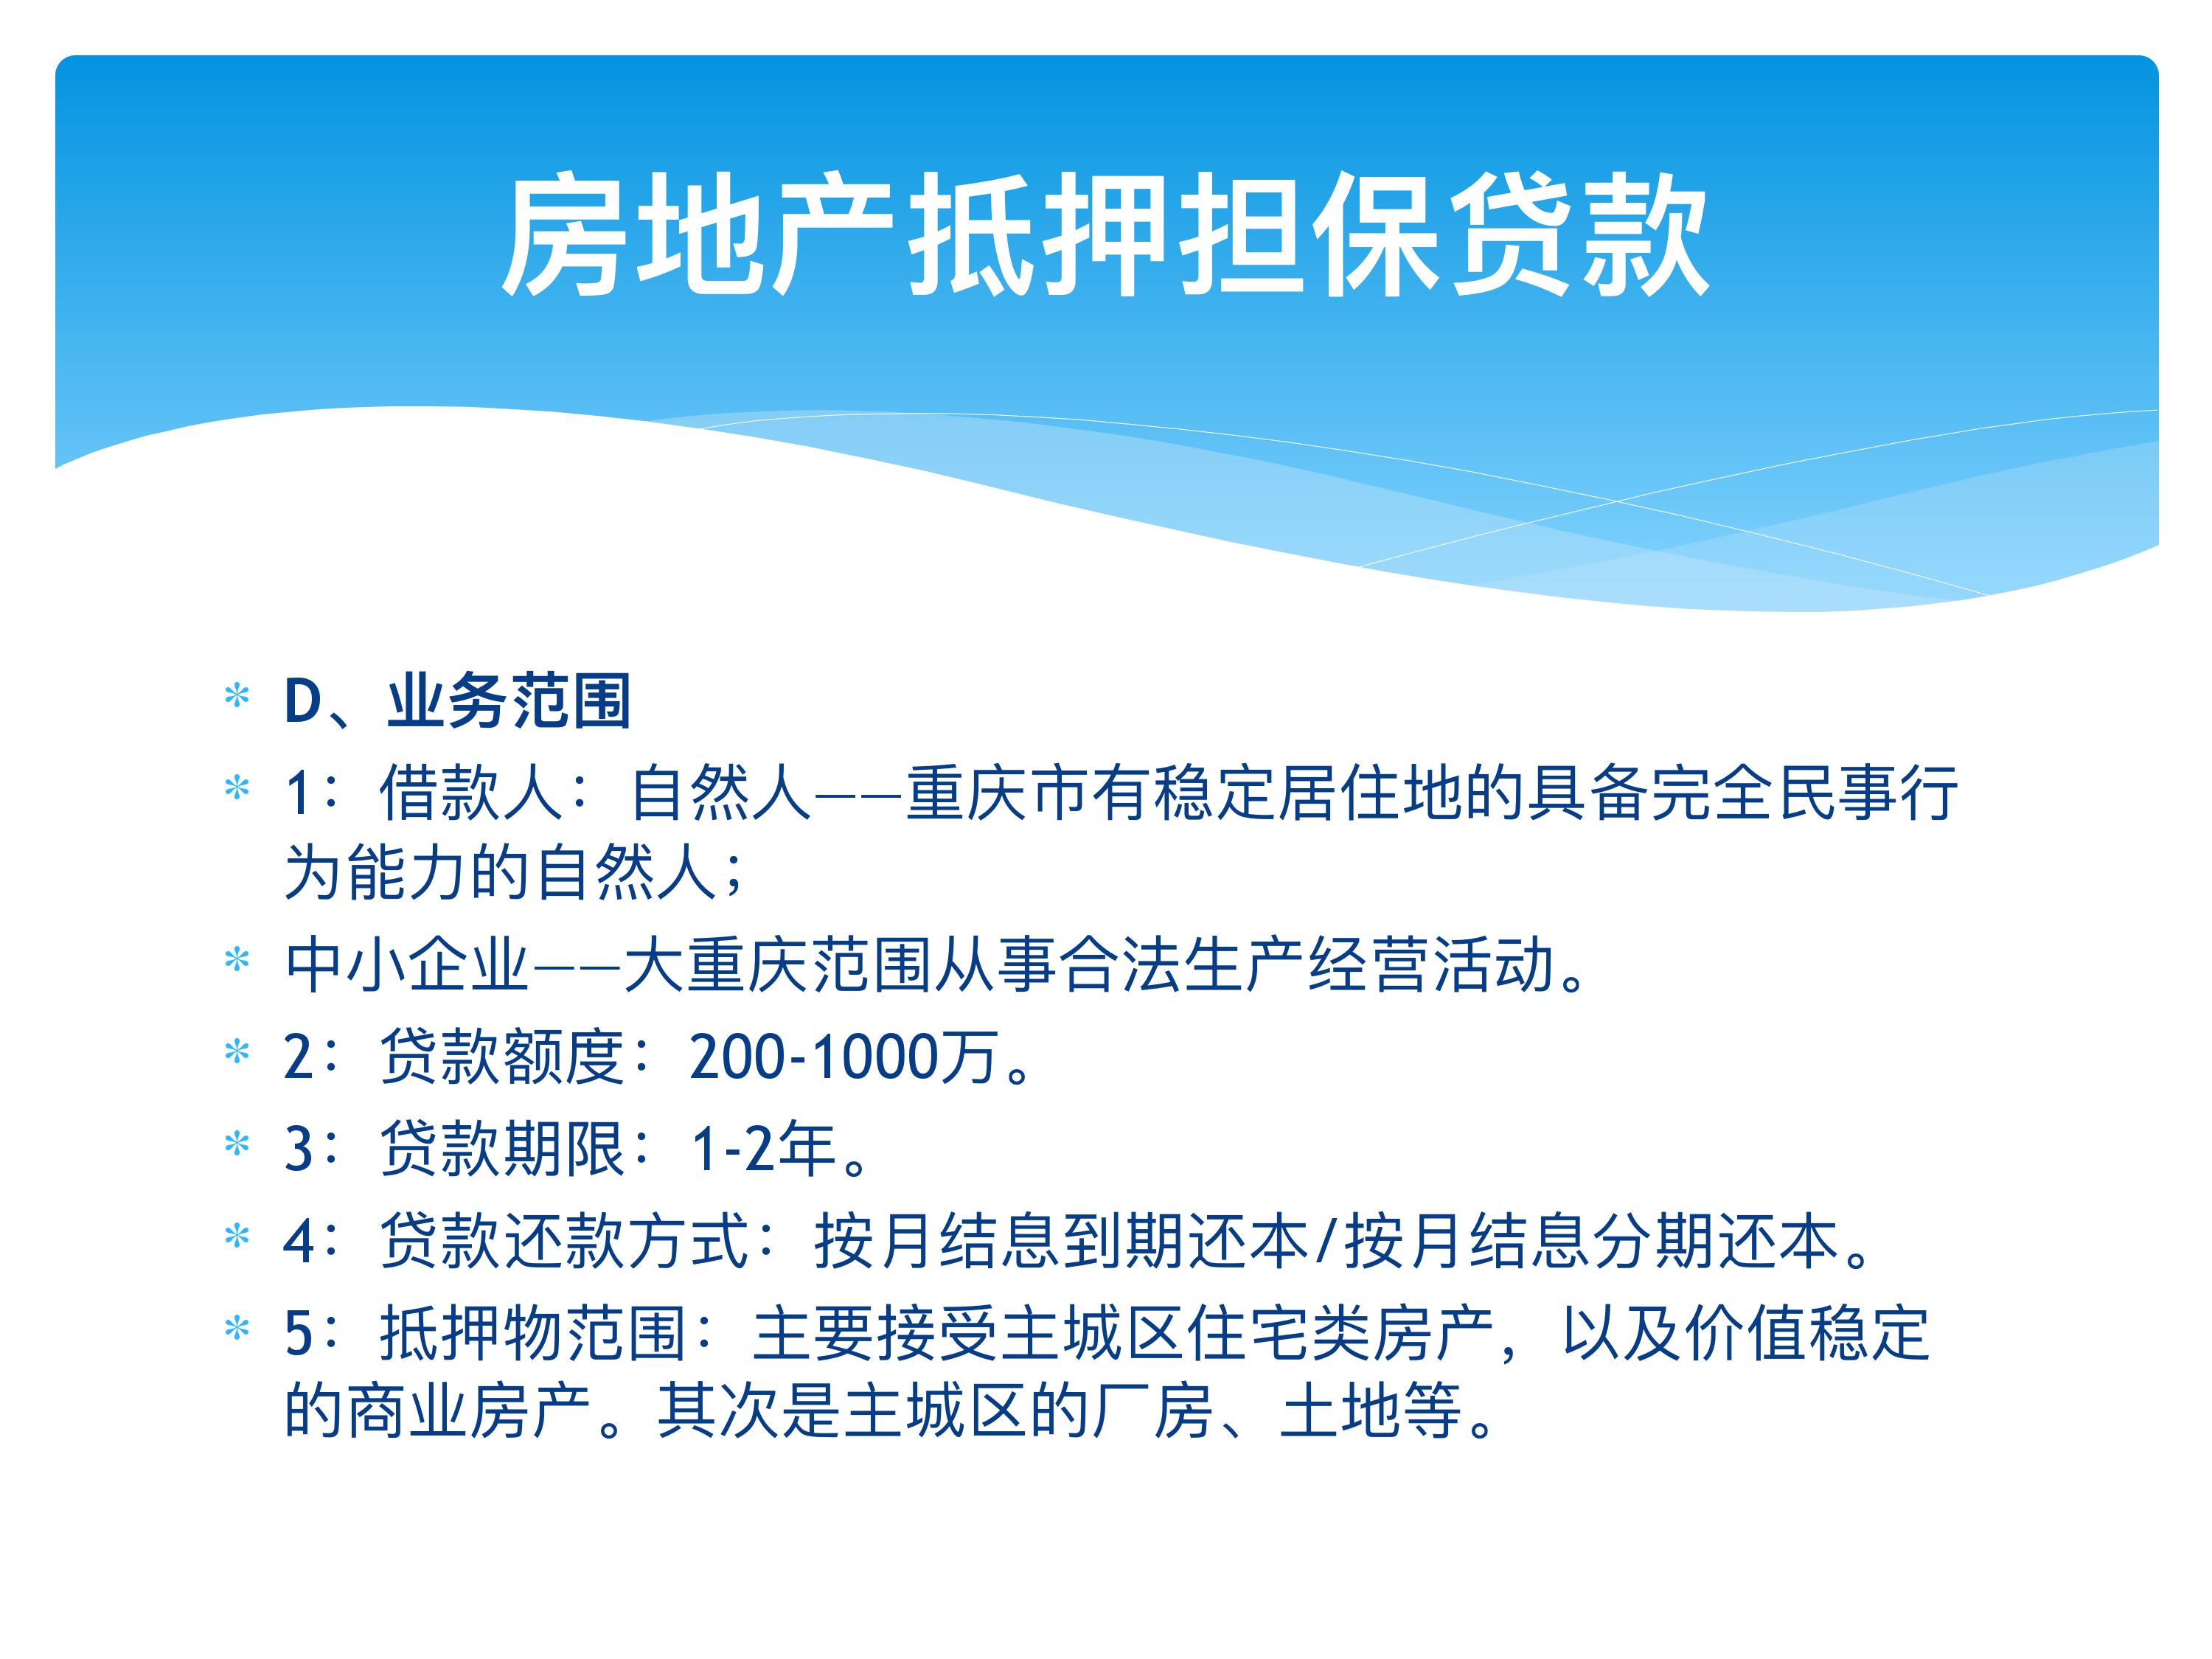 房地产抵押担保贷款
D、业务范围
1：借款人：自然人——重庆市有稳定居住地的具备完全民事行
为能力的自然人；
中小企业——大重庆范围从事合法生产经营活动。
2：贷款额度：200-1000万。
3：贷款期限：1-2年。
4：贷款还款方式：按月结息到期还本/按月结息分期还本。
5：抵押物范围：主要接受主城区住宅类房产，以及价值稳定
的商业房产。其次是主城区的厂房、土地等。